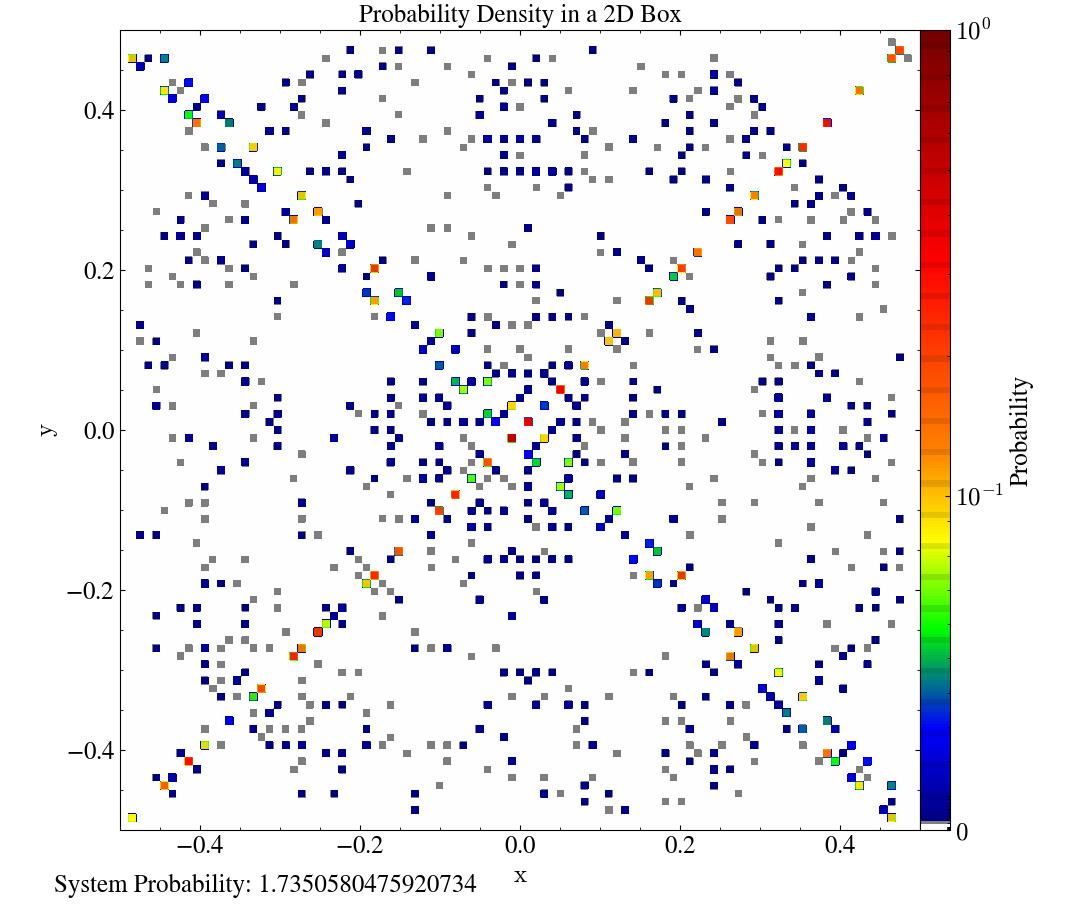 Probability Density in a 2D Box
10⁰
0.4
0.2
0.0
−0.2
−0.4
y
10⁻¹
0
Probability
−0.4 −0.2 0.0 0.2 0.4
x
System Probability: 1.7350580475920734